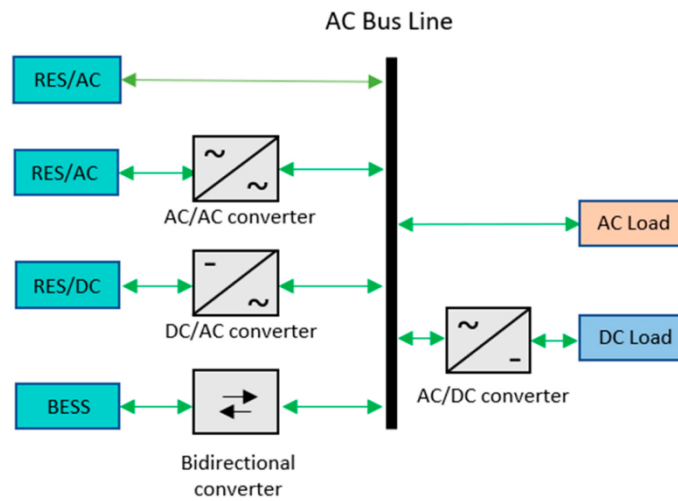 AC Bus Line
RES/AC
RES/AC
~
~
AC/AC converter
AC Load
RES/DC
-
~
DC/AC converter
~
-
DC Load
AC/DC converter
BESS
Bidirectional
converter